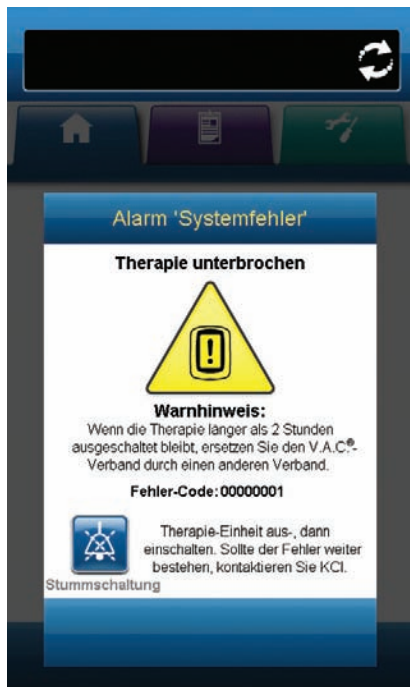 Alarm 'Systemfehler'
Therapie unterbrochen
!
Warnhinweis:
Wenn die Therapie länger als 2 Stunden
ausgeschaltet bleibt, ersetzen Sie den V.A.C.®-
Verband durch einen anderen Verband.
Fehler-Code: 00000001
Therapie-Einheit aus-, dann
einschalten. Sollte der Fehler weiter
bestehen, kontaktieren Sie KCI.
Stummschaltung